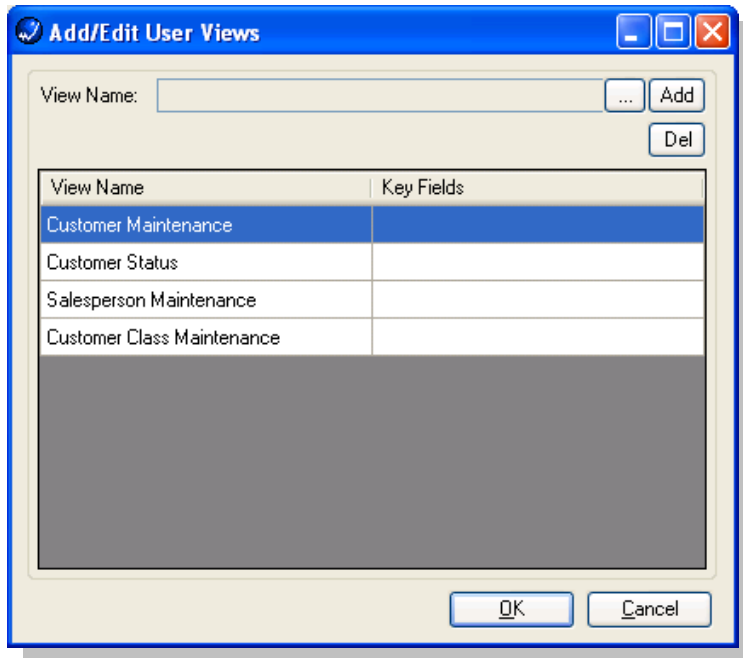 Add/Edit User Views
View Name: ... Add
Del
View Name Key Fields
Customer Maintenance
Customer Status
Salesperson Maintenance
Customer Class Maintenance
OK Cancel